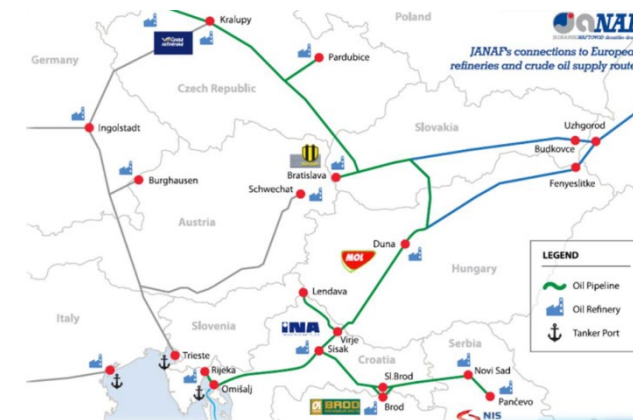 JANAF
JANAF's connections to European
refineries and crude oil supply route
Poland
Kralupy
Pardubice
Germany
Czech Republic
Ingolstadt
Slovakia
Uzhgorod
Budkovce
Bratislava
Burghausen
Schwechat
Fenyeslitke
Austria
Duna
MOL
Hungary
LEGEND
Oil Pipeline
Oil Refinery
Tanker Port
Lendava
Italy
Slovenia
INA
Virje
Sisak
Trieste
Croatia
Serbia
Rijeka
Omišalj
Sl.Brod
Novi Sad
BROD
Brod
Pančevo
NIS